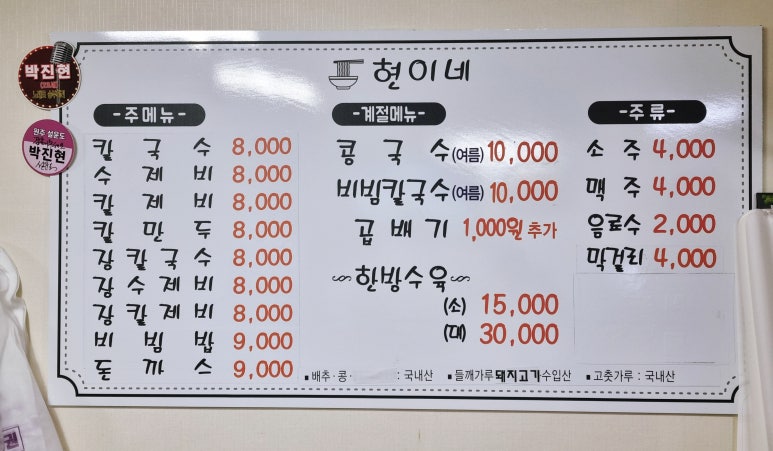 박진현
원주 설운도
박진현
현이네
-주메뉴-
칼국수 8,000
수제비 8,000
칼제비 8,000
칼만두 8,000
장칼국수 8,000
장수제비 8,000
장칼제비 8,000
비빔밥 9,000
돈까스 9,000
-계절메뉴-
콩국수(여름) 10,000
비빔칼국수(여름) 10,000
곱배기 1,000원 추가
~한방수육~
(소) 15,000
(대) 30,000
-주류-
소주 4,000
맥주 4,000
음료수 2,000
막걸리 4,000
▪배추·콩· : 국내산 ▪들깨가루 돼지고기 수입산 ▪고춧가루 : 국내산
권